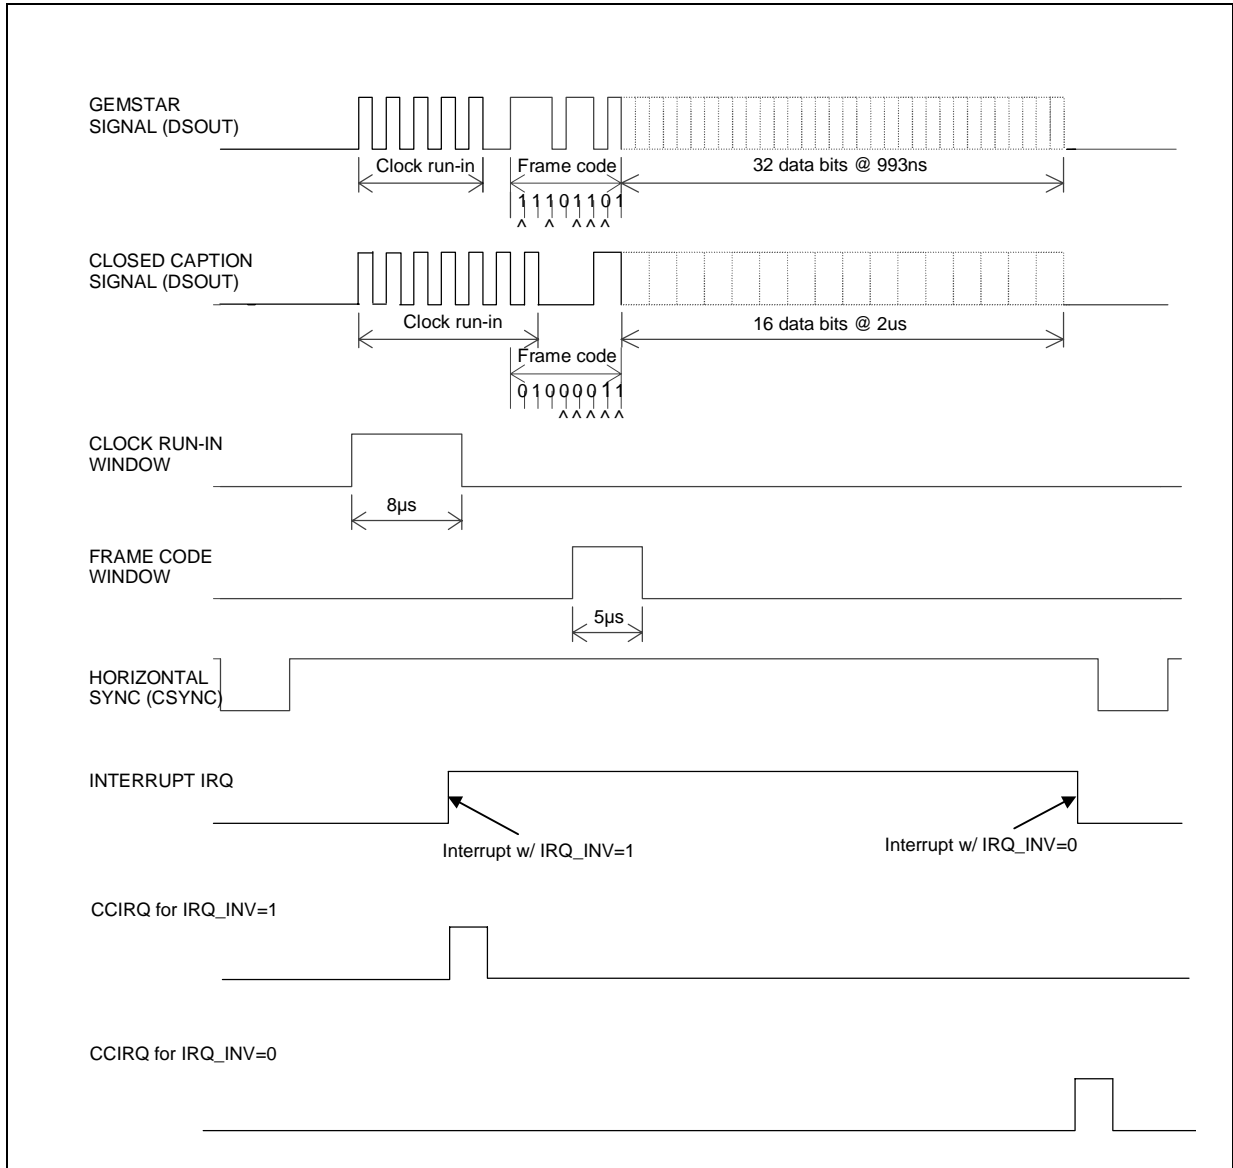 GEMSTAR
SIGNAL (DSOUT)
Clock run-in
Frame code
32 data bits @ 993ns
1 1 1 0 1 1 0 1
^ ^ ^ ^ ^
CLOSED CAPTION
SIGNAL (DSOUT)
Clock run-in
16 data bits @ 2us
Frame code
0 1 0 0 0 0 1 1
^ ^ ^ ^ ^
CLOCK RUN-IN
WINDOW
8µs
FRAME CODE
WINDOW
5µs
HORIZONTAL
SYNC (CSYNC)
INTERRUPT IRQ
Interrupt w/ IRQ_INV=1
Interrupt w/ IRQ_INV=0
CCIRQ for IRQ_INV=1
CCIRQ for IRQ_INV=0